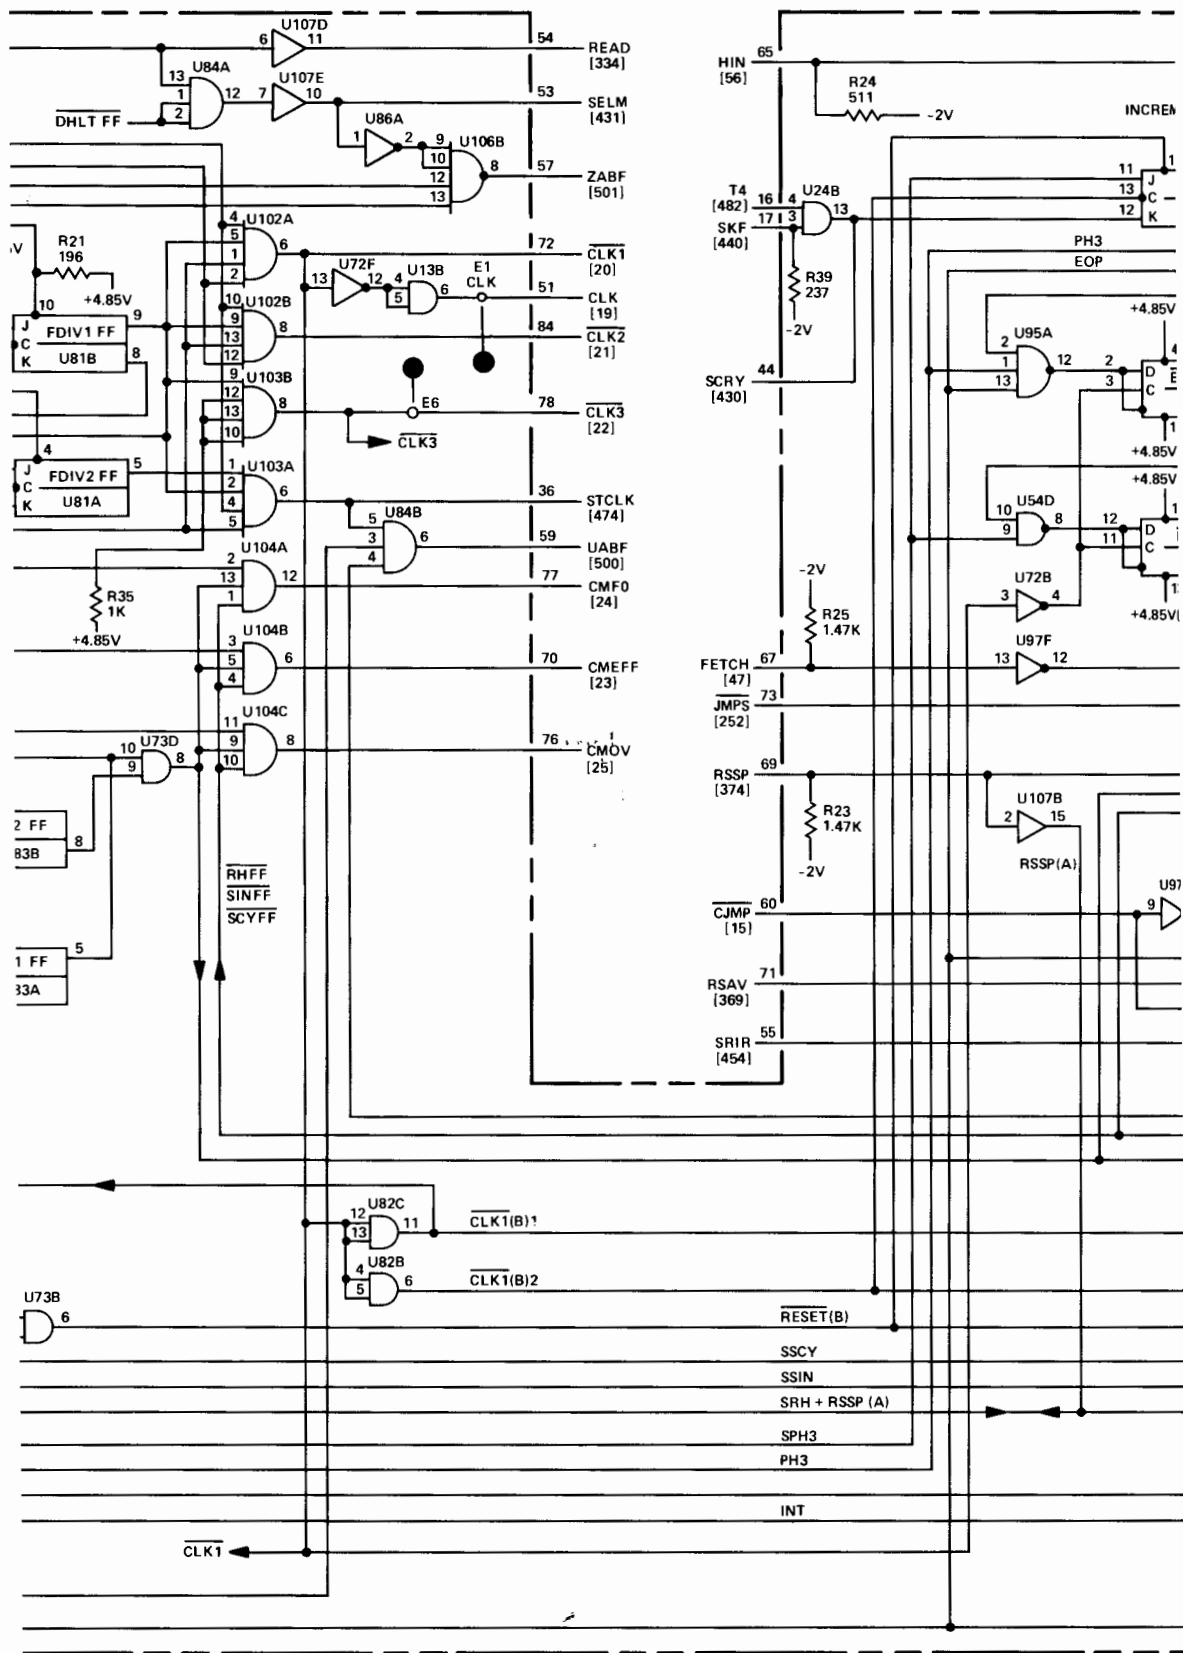 U107D
6
11
54
READ
[334]
U84A
13
1
2
12
DHLT FF
U107E
7
10
53
SELM
[431]
U86A
1
2
U106B
9
10
12
13
8
57
ZABF
[501]
U102A
4
5
1
2
6
72
CLK1
[20]
R21
196
+4.85V
10
J
C
K
FDIV1 FF
U81B
9
8
U72F
13
12
U13B
4
5
6
E1
CLK
51
CLK
[19]
U102B
10
9
13
12
8
84
CLK2
[21]
U103B
9
12
13
10
8
E6
78
CLK3
[22]
CLK3
4
J
C
K
FDIV2 FF
U81A
5
U103A
1
2
4
5
6
36
STCLK
[474]
U84B
5
3
4
6
59
UABF
[500]
U104A
2
13
1
12
77
CMF0
[24]
R35
1K
+4.85V
U104B
3
5
4
6
70
CMEFF
[23]
U104C
11
9
10
8
76
CMOV
[25]
U73D
10
9
8
2 FF
83B
8
RHFF
SINFF
SCYFF
1 FF
5
HIN
[56]
65
R24
511
-2V
INCREM
11
13
12
J
C
K
T4
[482]
16
4
SKF
[440]
17
3
U24B
13
R39
237
-2V
PH3
EOP
+4.85V
U95A
2
1
13
12
2
3
D
C
+4.85V
SCRY
[430]
44
+4.85V
U54D
10
9
8
12
11
D
C
+4.85V
U72B
3
4
-2V
R25
1.47K
FETCH
[47]
67
U97F
13
12
JMPS
[252]
73
RSSP
[374]
69
R23
1.47K
-2V
U107B
2
15
RSSP(A)
CJMP
[15]
60
U97
9
RSAV
[369]
71
SRIR
[454]
55
U82C
12
13
11
CLK1(B)1
U82B
4
5
6
CLK1(B)2
U73B
6
RESET(B)
SSCY
SSIN
SRH + RSSP (A)
SPH3
PH3
INT
CLK1